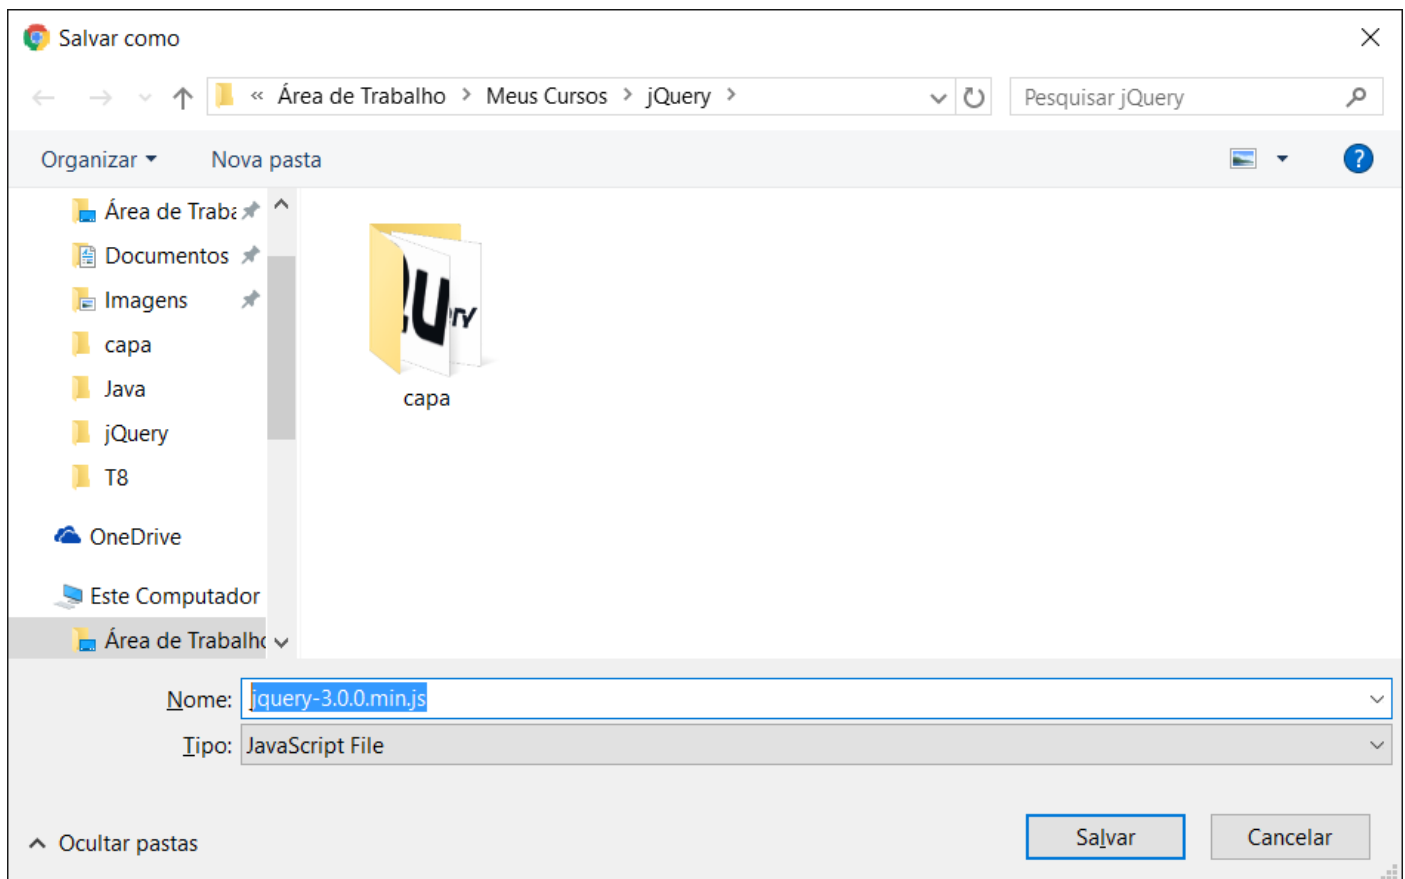 Salvar como
« Área de Trabalho > Meus Cursos > jQuery >
Pesquisar jQuery
Organizar
Nova pasta
?
Área de Traba
Documentos
Imagens
capa
Java
jQuery
T8
OneDrive
Este Computador
Área de Trabalho
uery
capa
Nome: jquery-3.0.0.min.js
Tipo: JavaScript File
Ocultar pastas
Salvar
Cancelar